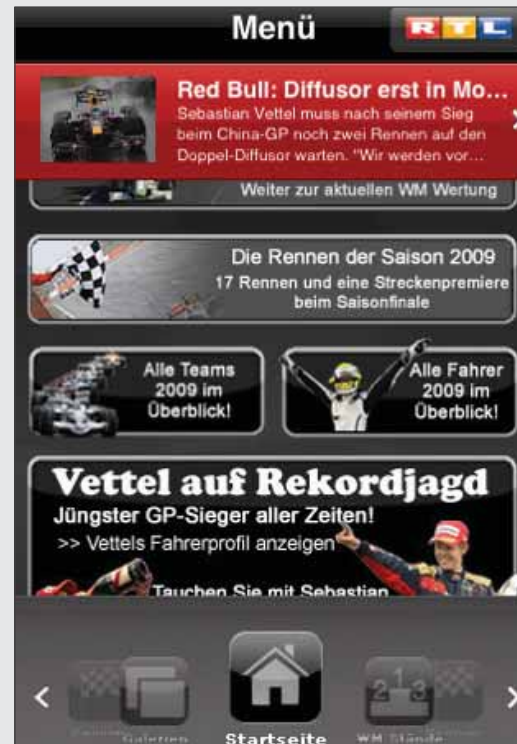 Menü
RTL
Red Bull: Diffusor erst in Mo...
Sebastian Vettel muss nach seinem Sieg
beim China-GP noch zwei Rennen auf den
Doppel-Diffusor warten. "Wir werden vor...
Weiter zur aktuellen WM Wertung
Die Rennen der Saison 2009
17 Rennen und eine Streckenpremiere
beim Saisonfinale
Alle Teams
2009 im
Überblick!
Alle Fahrer
2009 im
Überblick!
Vettel auf Rekordjagd
Jüngster GP-Sieger aller Zeiten!
>> Vettels Fahrerprofil anzeigen
Tauchen Sie mit Sebastian
2 1 3
Galerien
Startseite
WM Stände